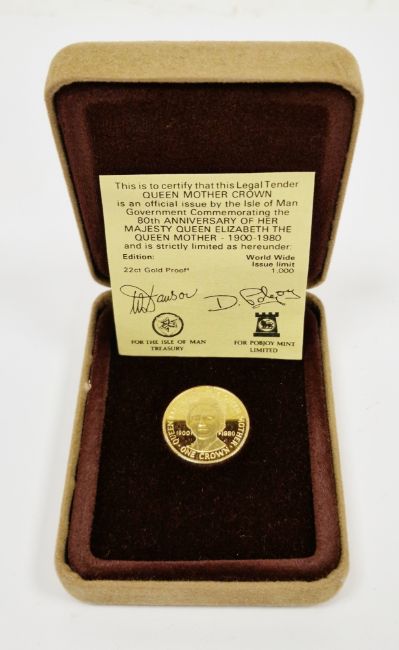 This is to certify that this Legal Tender
QUEEN MOTHER CROWN
is an official issue by the Isle of Man
Government Commemorating the
80th ANNIVERSARY OF HER
MAJESTY QUEEN ELIZABETH THE
QUEEN MOTHER - 1900-1980
and is strictly limited as hereunder:
Edition: World Wide
Issue limit
22ct Gold Proof 1,000
D. Pobjoy
FOR THE ISLE OF MAN
TREASURY
FOR POBJOY MINT
LIMITED
QUEEN MOTHER
1900 1980
ONE CROWN